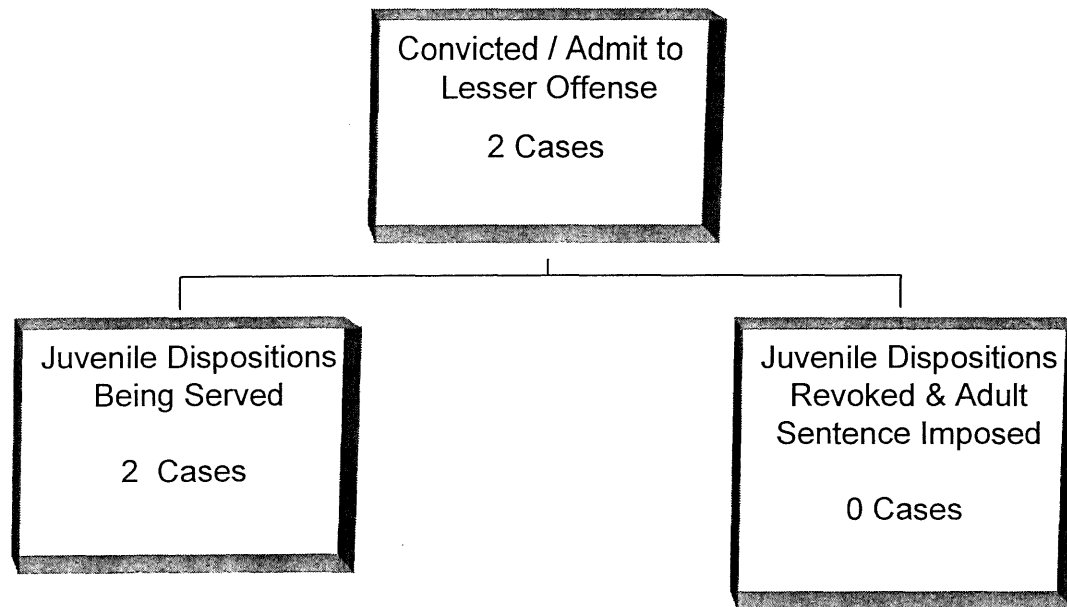 Convicted / Admit to
Lesser Offense
2 Cases
Juvenile Dispositions
Being Served
2 Cases
Juvenile Dispositions
Revoked & Adult
Sentence Imposed
0 Cases